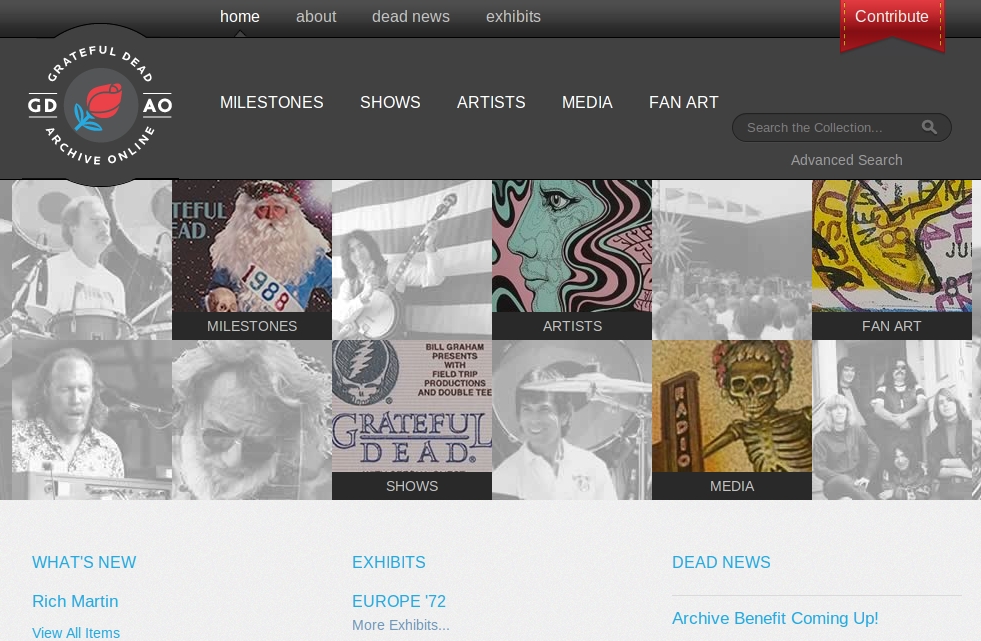 home about dead news exhibits
Contribute
GRATEFUL DEAD
GD AO
ARCHIVE ONLINE
MILESTONES SHOWS ARTISTS MEDIA FAN ART
Search the Collection...
Advanced Search
TEFUL
EAD.
1988
MILESTONES
ARTISTS
FAN ART
BILL GRAHAM
PRESENTS
WITH
FIELD TRIP
PRODUCTIONS
AND DOUBLE TEE
GRATEFUL
DEAD.
SHOWS
RADIO
MEDIA
WHAT'S NEW
Rich Martin
View All Items
EXHIBITS
EUROPE '72
More Exhibits...
DEAD NEWS
Archive Benefit Coming Up!